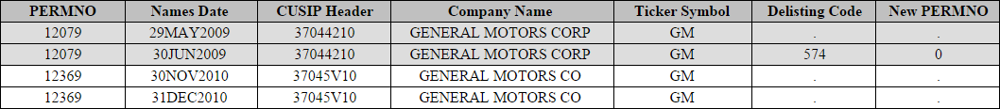 PERMNO Names Date CUSIP Header Company Name Ticker Symbol Delisting Code New PERMNO
12079 29MAY2009 37044210 GENERAL MOTORS CORP GM . .
12079 30JUN2009 37044210 GENERAL MOTORS CORP GM 574 0
12369 30NOV2010 37045V10 GENERAL MOTORS CO GM . .
12369 31DEC2010 37045V10 GENERAL MOTORS CO GM . .